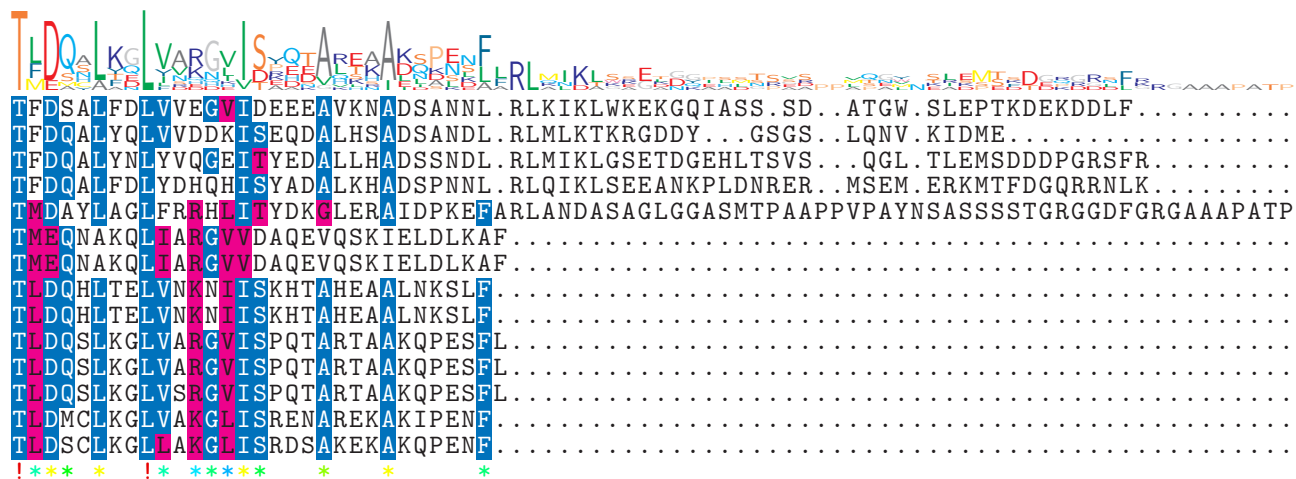 TFDSALFDLVVEGVIDEEEAVKNADSANNL.RLKIKLWKEKGQIASS.SD..ATGW.SLEPTKDEKDDLF..........
TFDQALYQLVVDDKISEQDALHSADSANDL.RLMLKTKRGDDY...GSGS..LQNV.KIDME..................
TFDQALYNLYVQGEITYEDALLHADSSNDL.RLMIKLGSETDGEHLTSVS...QGL.TLEMSDDDPGRSFR.........
TFDQALFDLYDHQHISYADALKHADSPNNL.RLQIKLSEEANKPLDNRER..MSEM.ERKMTFDGQRRNLK.........
TMDAYLAGLFRRHLITYDKGLERAIDPKEFARLANDASAGLGGASMTPAAPPVPAYNSASSSSTGRGGDFGRGAAAPATP
TMEQNAKQLIARGVVDAQEVQSKIELDLKAF.................................................
TMEQNAKQLIARGVVDAQEVQSKIELDLKAF.................................................
TLDQHLTELVNKNIISKHTAHEAALNKSLF..................................................
TLDQHLTELVNKNIISKHTAHEAALNKSLF..................................................
TLDQSLKGLVARGVISPQTARTAAKQPESFL.................................................
TLDQSLKGLVARGVISPQTARTAAKQPESFL.................................................
TLDQSLKGLVSRGVISPQTARTAAKQPESFL.................................................
TLDMCLKGLVAKGLISRENAREKAKIPENF..................................................
TLDSCLKGLLAKGLISRDSAKEKAKQPENF..................................................
!*** *  !* *****   *   *     *